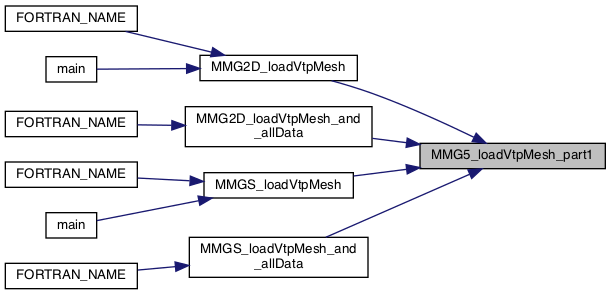 FORTRAN_NAME
main
MMG2D_loadVtpMesh
FORTRAN_NAME
MMG2D_loadVtpMesh_and
_allData
MMG5_loadVtpMesh_part1
FORTRAN_NAME
MMGS_loadVtpMesh
main
MMGS_loadVtpMesh_and
_allData
FORTRAN_NAME